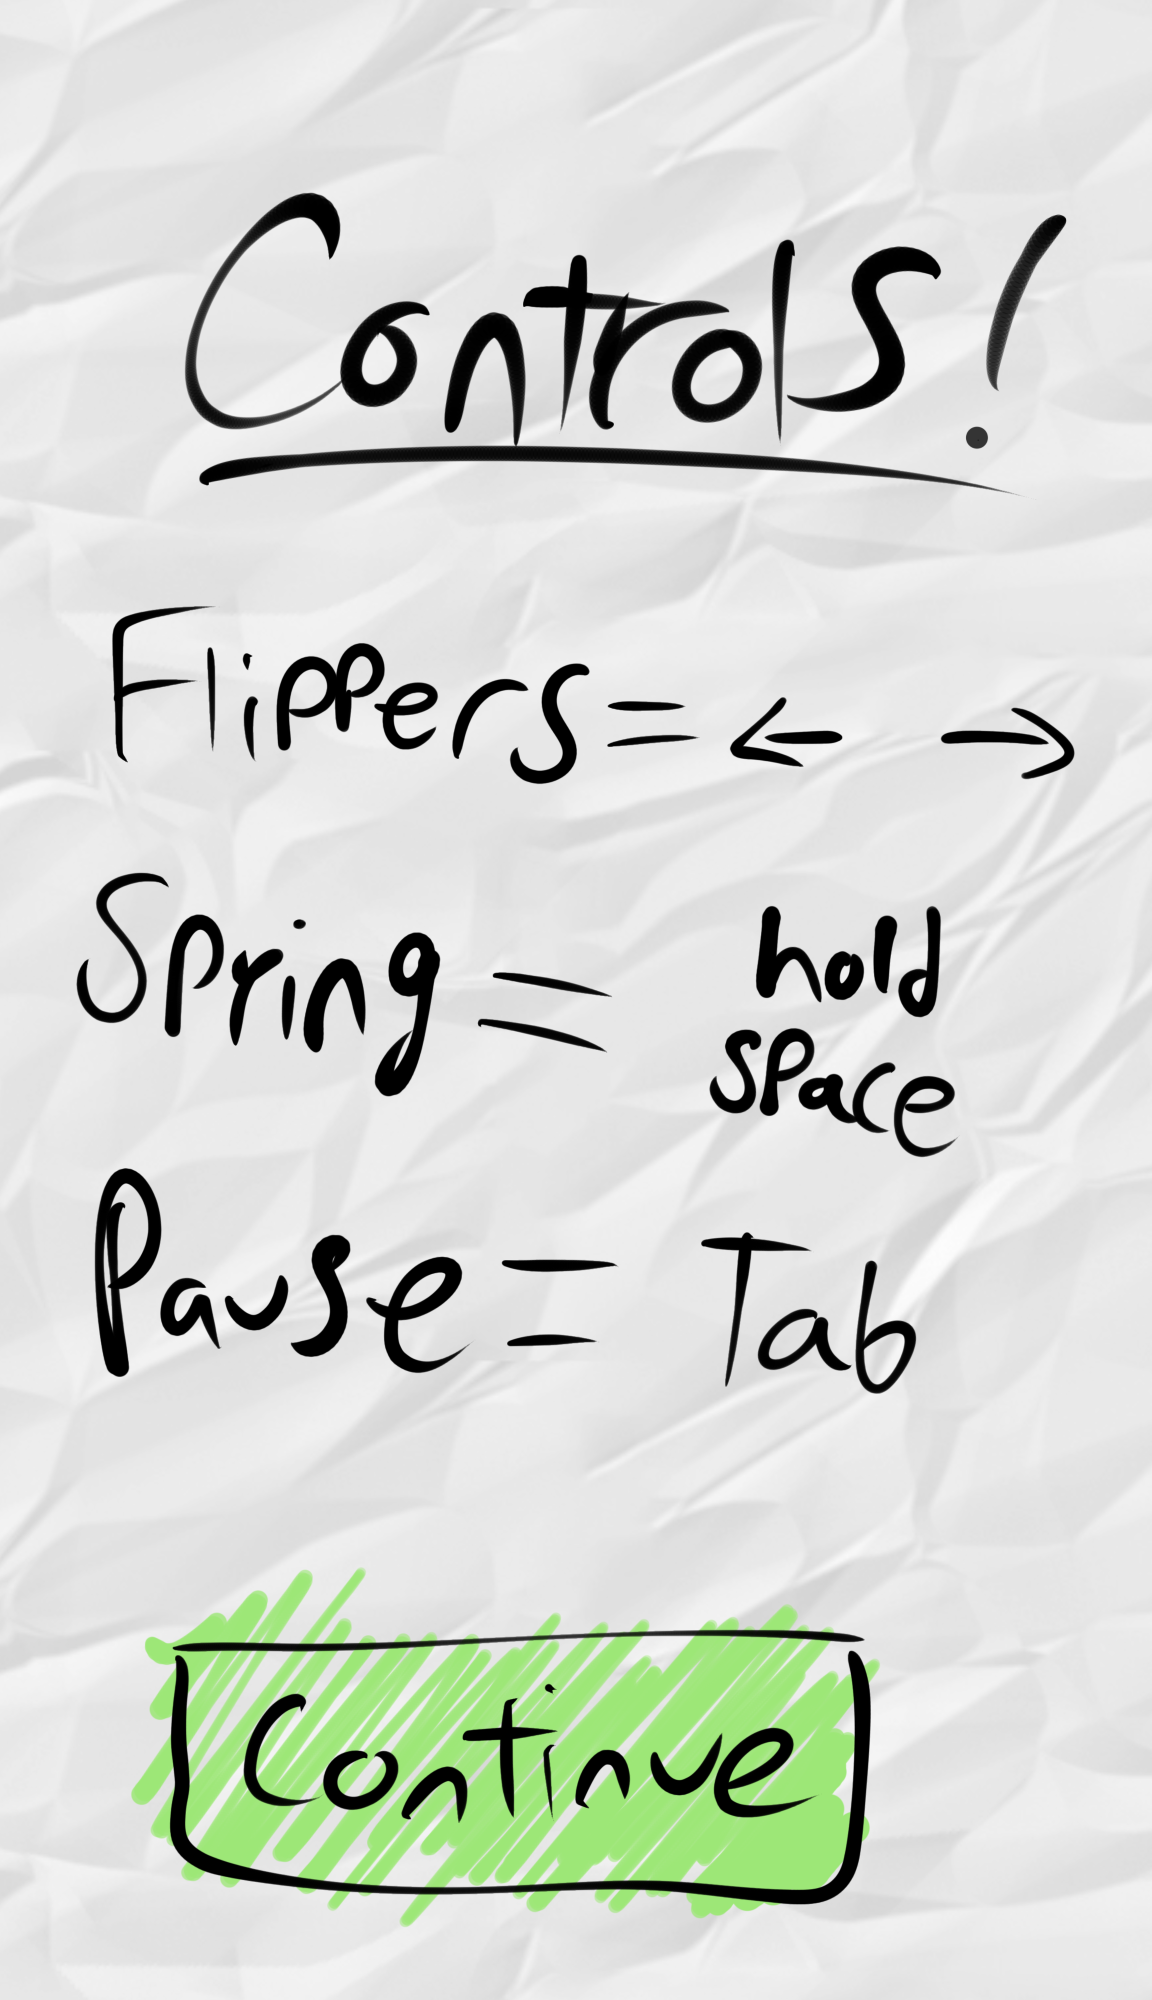 Controls!
Flippers = ← →
Spring = hold space
Pause = Tab
Continue